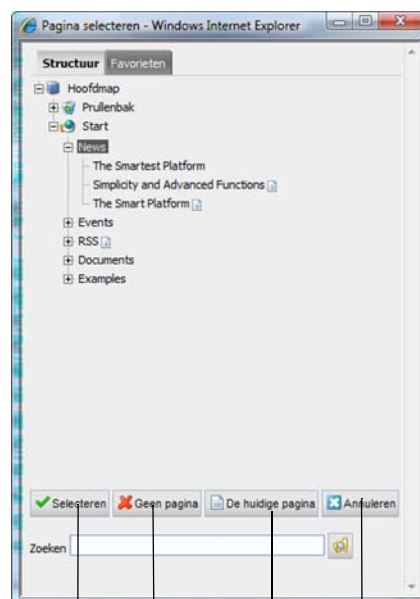 Pagina selecteren - Windows Internet Explorer
Structuur Favorieten
Hoofdmap
Prullenbak
Start
News
The Smartest Platform
Simplicity and Advanced Functions
The Smart Platform
Events
RSS
Documents
Examples
Selecteren Geen pagina De huidige pagina Annuleren
Zoeken